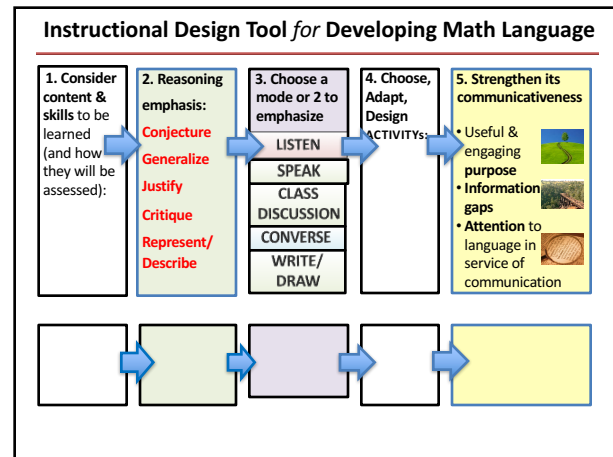 Instructional Design Tool for Developing Math Language
1. Consider
content &
skills to be
learned
(and how
they will be
assessed):
2. Reasoning
emphasis:
Conjecture
Generalize
Justify
Critique
Represent/
Describe
3. Choose a
mode or 2 to
emphasize
LISTEN
SPEAK
CLASS
DISCUSSION
CONVERSE
WRITE/
DRAW
4. Choose,
Adapt,
Design
ACTIVITYs:
5. Strengthen its
communicativeness
• Useful &
engaging
purpose
• Information
gaps
• Attention to
language in
service of
communication